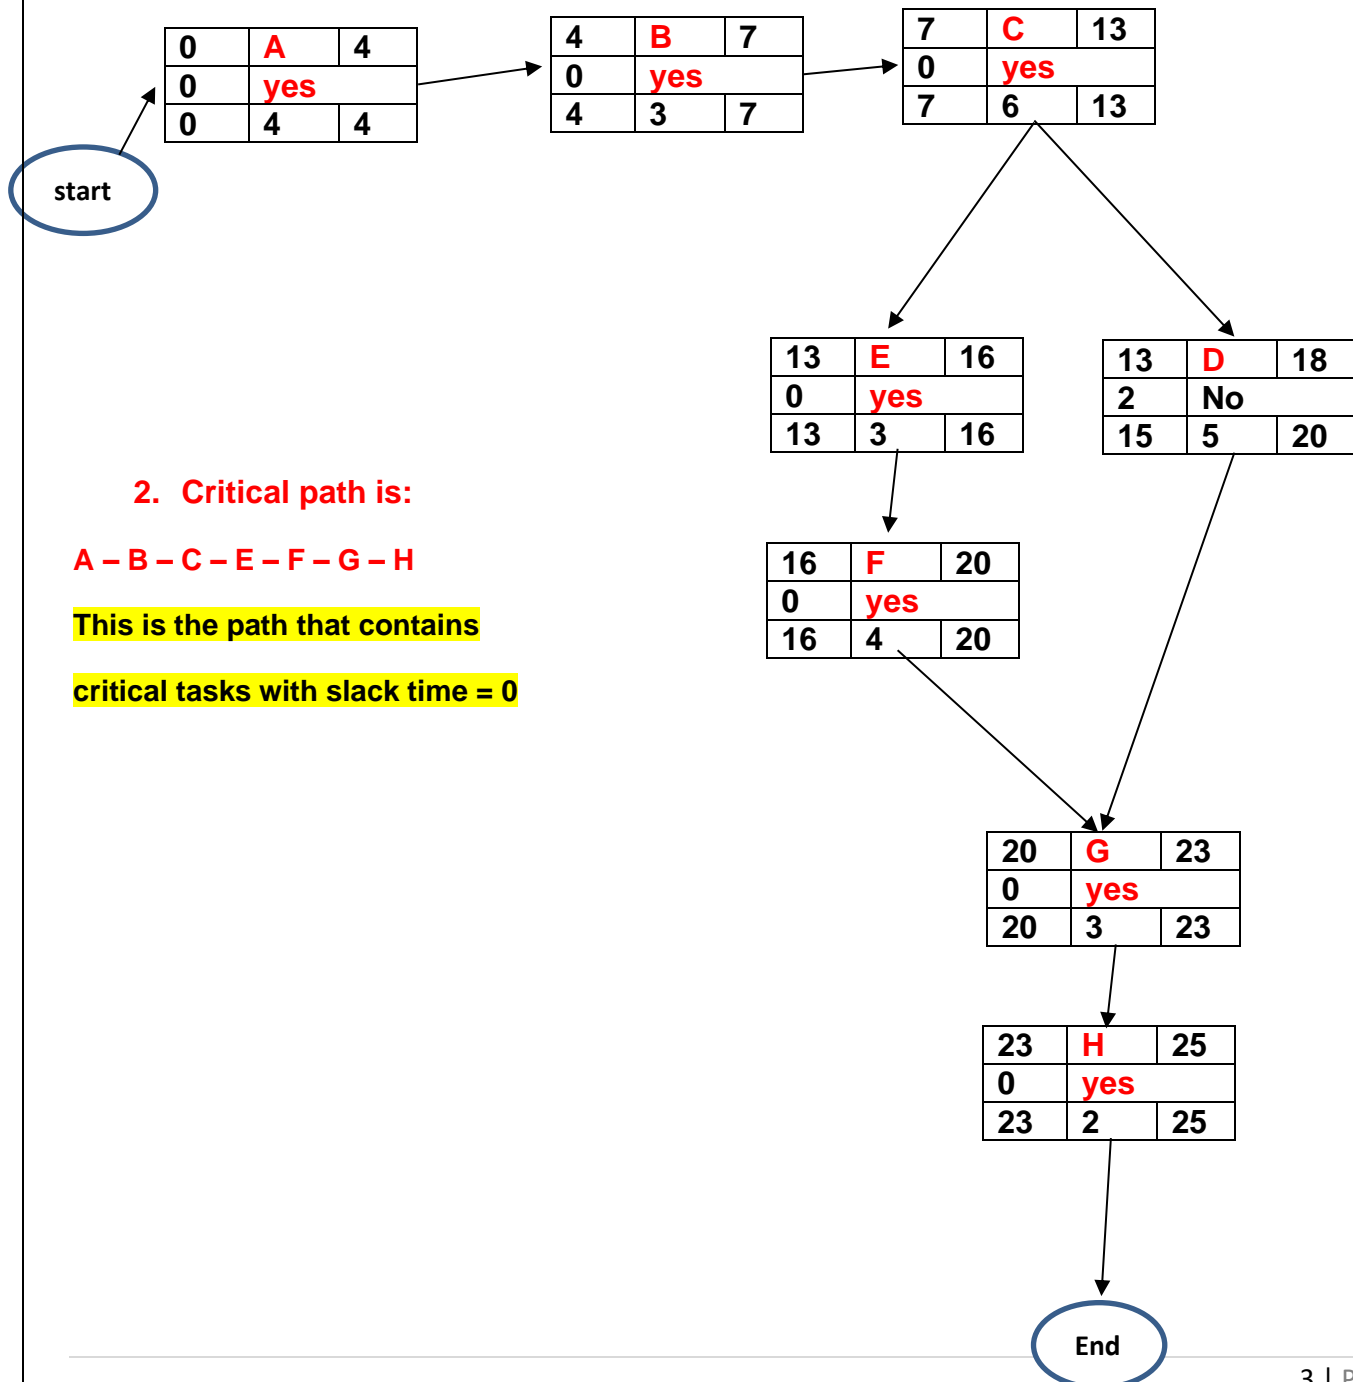 0 A 4
0 yes
0 4 4
4 B 7
0 yes
4 3 7
7 C 13
0 yes
7 6 13
start
13 E 16
0 yes
13 3 16
13 D 18
2 No
15 5 20
2. Critical path is:
A – B – C – E – F – G – H
This is the path that contains
critical tasks with slack time = 0
16 F 20
0 yes
16 4 20
20 G 23
0 yes
20 3 23
23 H 25
0 yes
23 2 25
End
3 | P